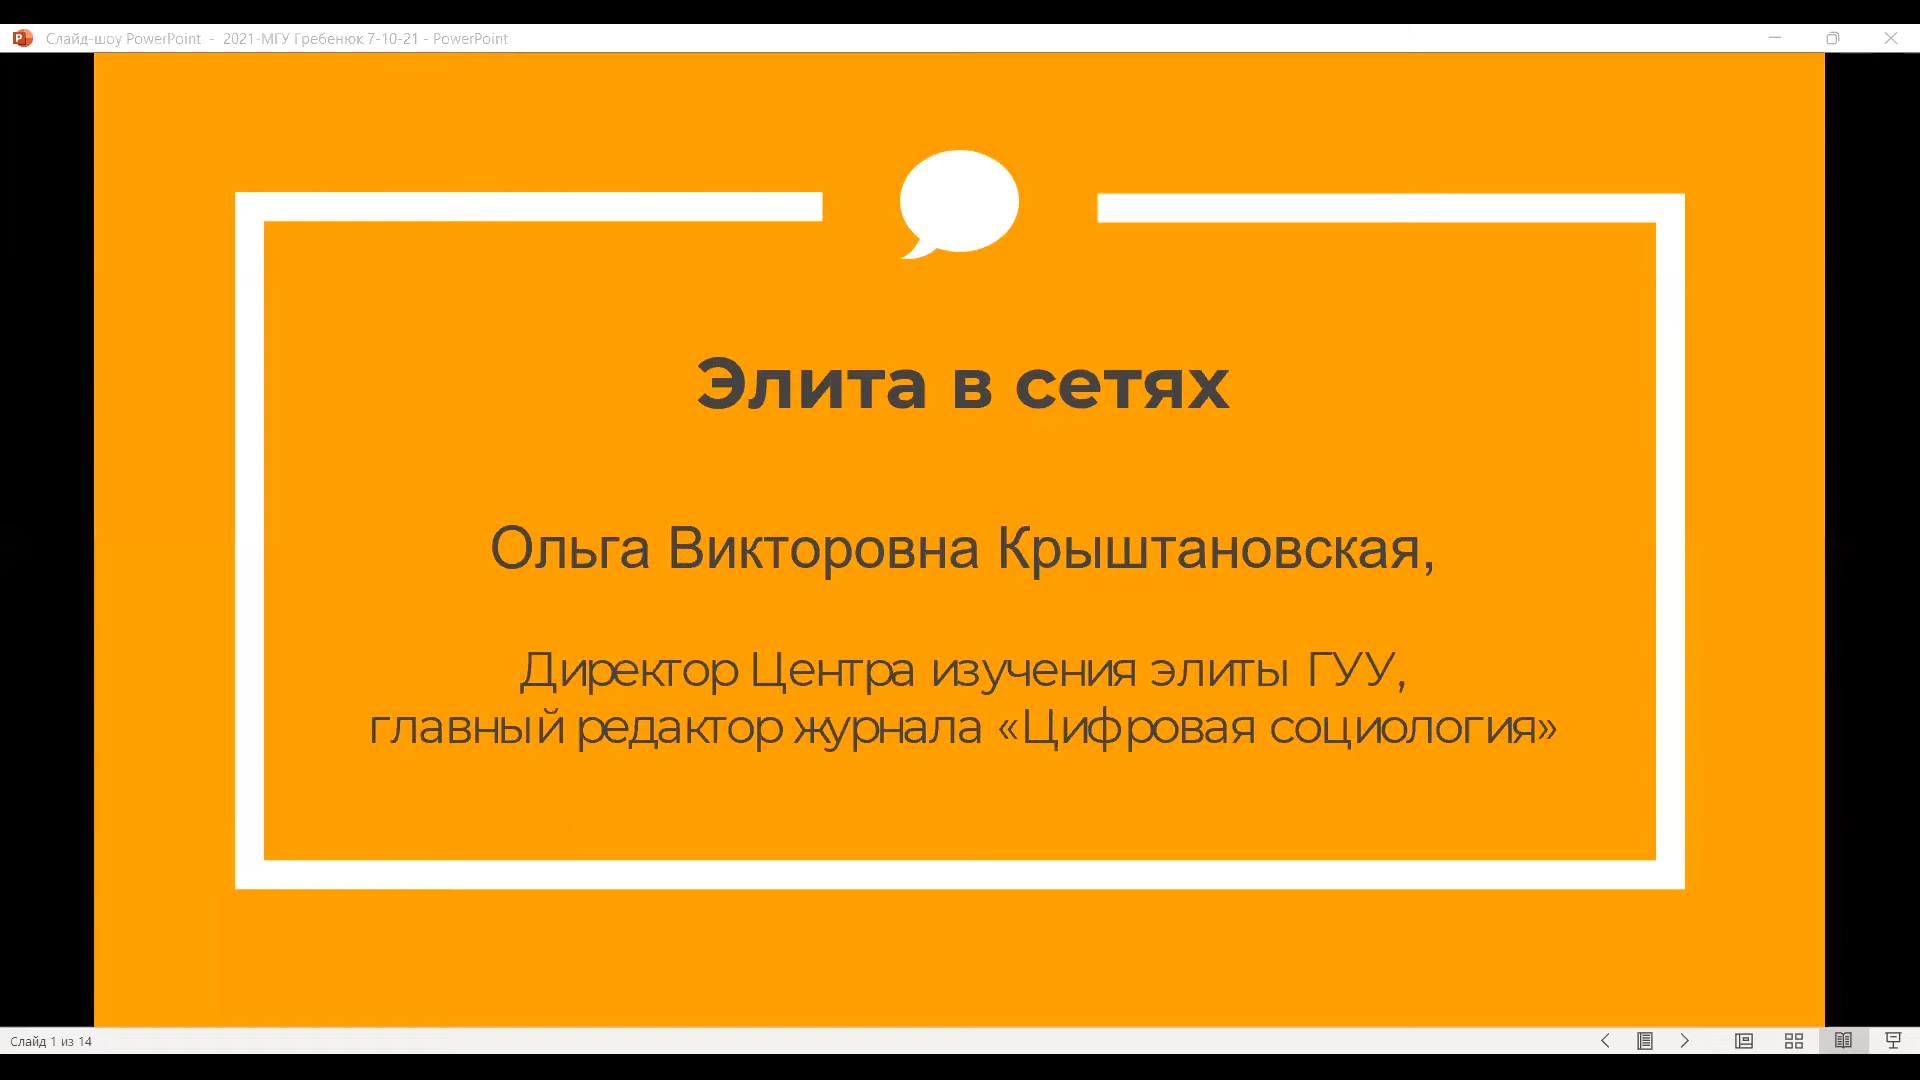 Слайд-шоу PowerPoint - 2021-МГУ Гребенюк 7-10-21 - PowerPoint
Элита в сетях
Ольга Викторовна Крыштановская,
Директор Центра изучения элиты ГУУ,
главный редактор журнала «Цифровая социология»
Слайд 1 из 14